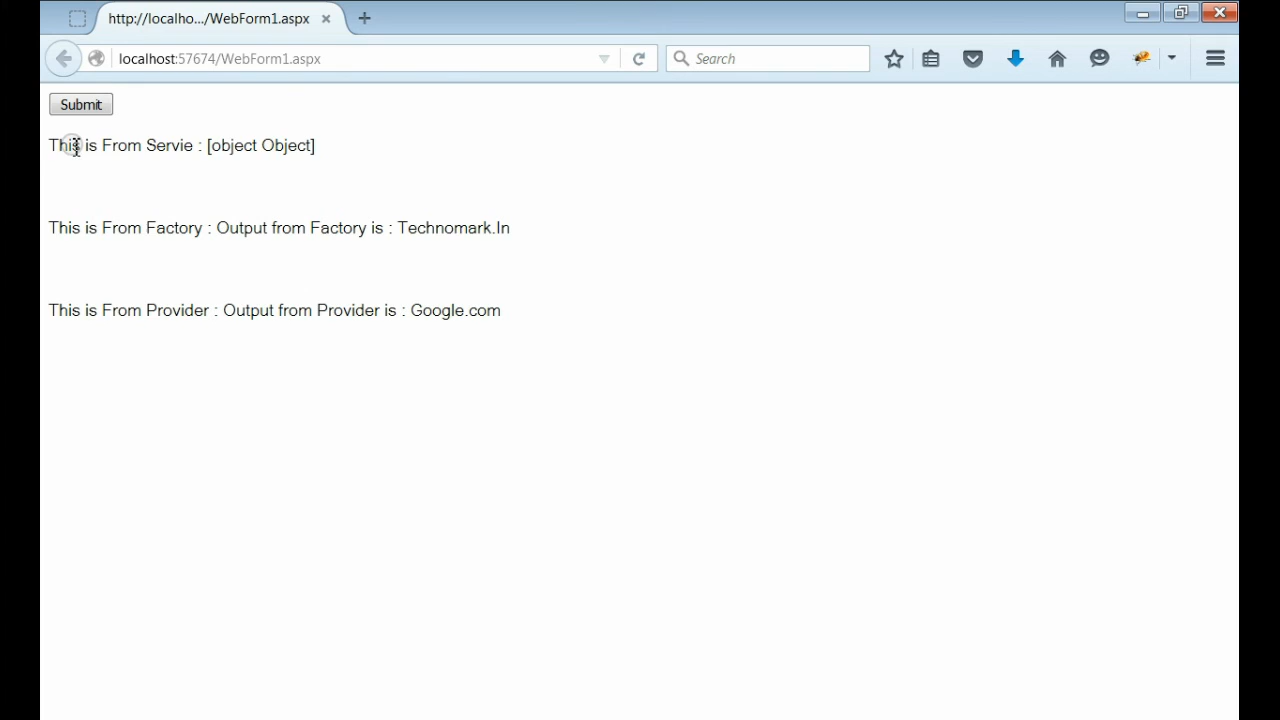 http://localho.../WebForm1.aspx
localhost:57674/WebForm1.aspx
Search
Submit
This is From Servie : [object Object]
This is From Factory : Output from Factory is : Technomark.In
This is From Provider : Output from Provider is : Google.com